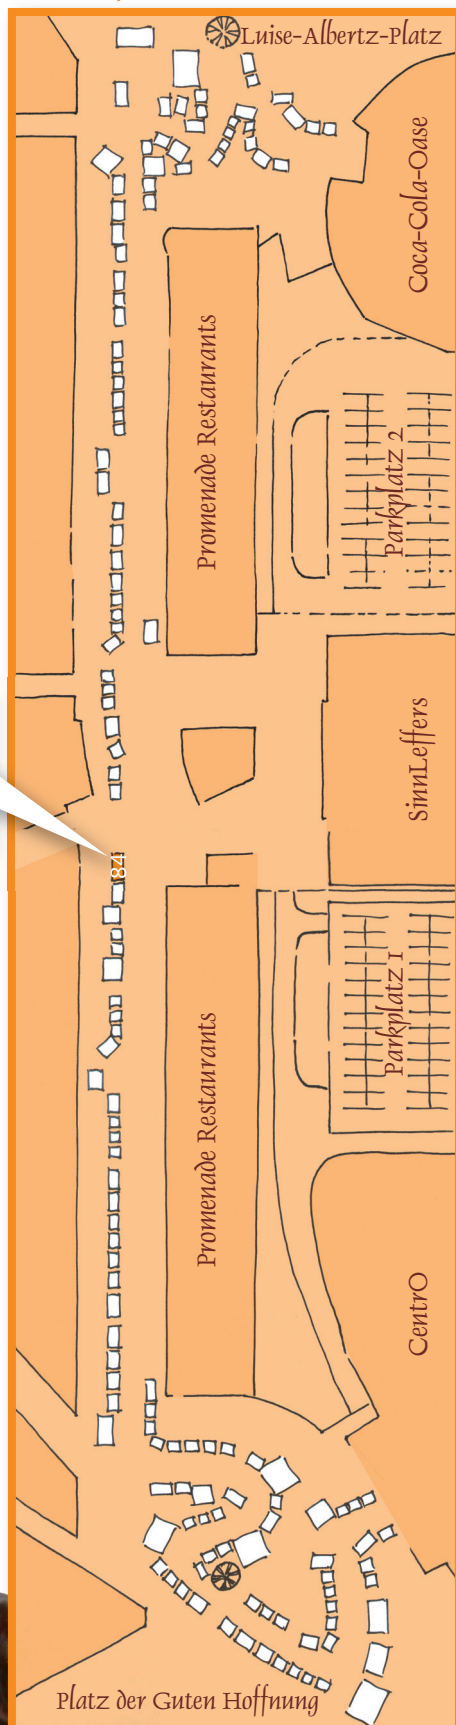 Luise-Albertz-Platz
Coca-Cola-Oase
Promenade Restaurants
Parkplatz 2
SinnLeffers
84
Parkplatz 1
Promenade Restaurants
CentrO
Platz der Guten Hoffnung